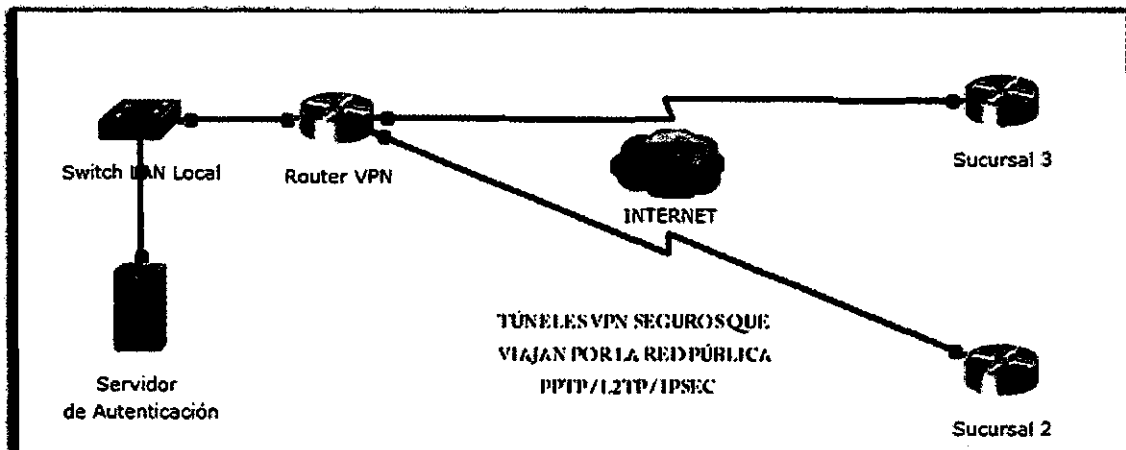 Switch LAN Local
Router VPN
INTERNET
Sucursal 3
TÚNELES VPN SEGUROS QUE
VIAJAN POR LA RED PÚBLICA
PPTP / L2TP / IPSEC
Servidor
de Autenticación
Sucursal 2